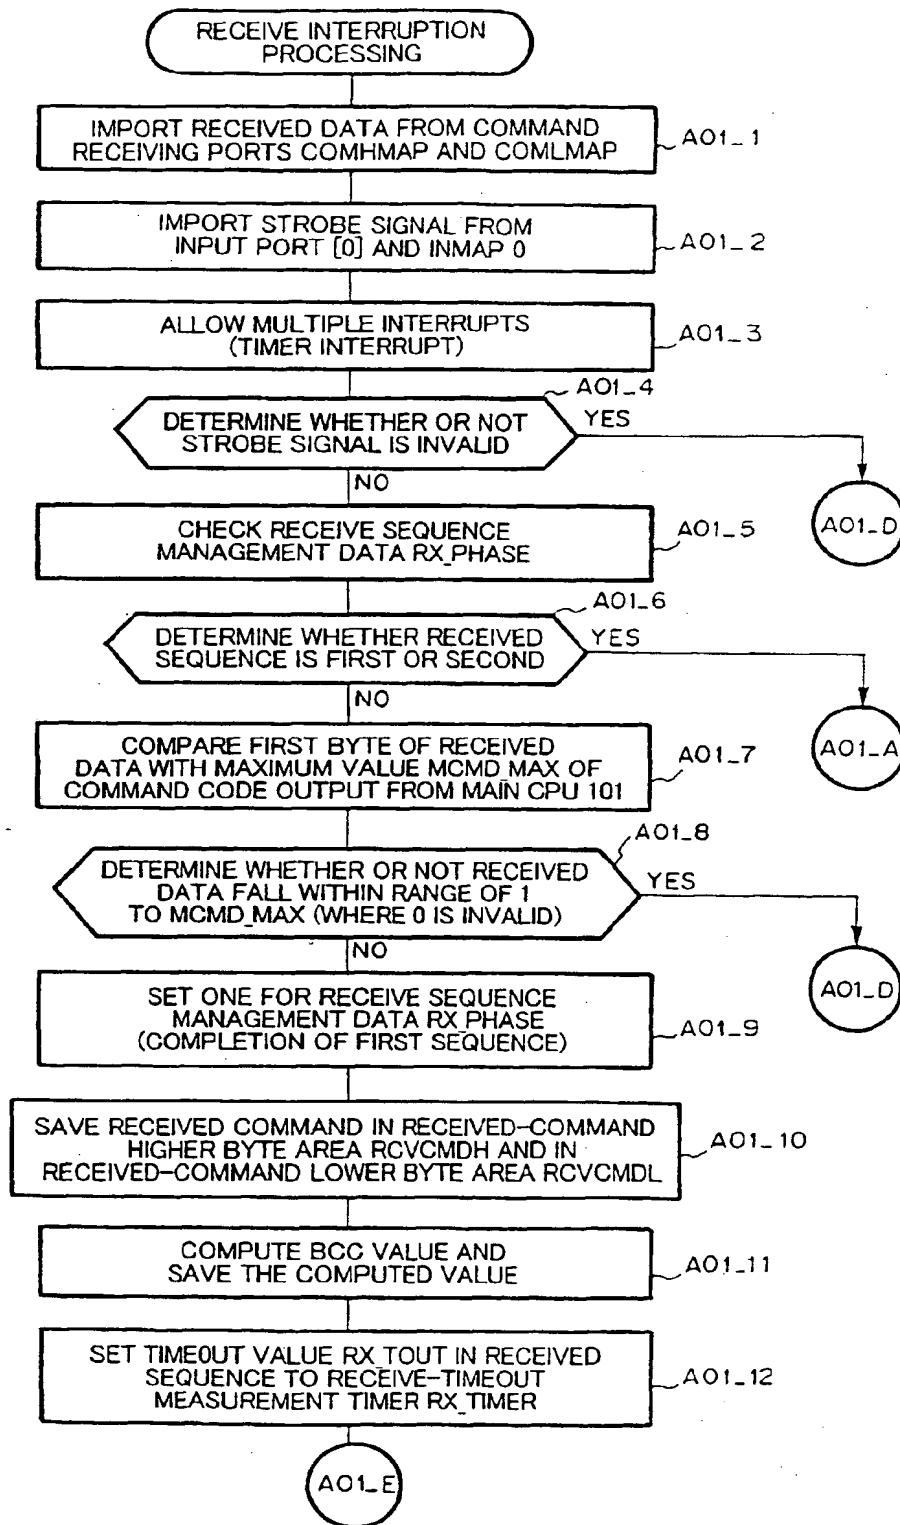 RECEIVE INTERRUPTION
PROCESSING
IMPORT RECEIVED DATA FROM COMMAND
RECEIVING PORTS COMHMAP AND COMLMAP
A01_1
IMPORT STROBE SIGNAL FROM
INPUT PORT [0] AND INMAP 0
A01_2
ALLOW MULTIPLE INTERRUPTS
(TIMER INTERRUPT)
A01_3
A01_4
DETERMINE WHETHER OR NOT
STROBE SIGNAL IS INVALID
YES
NO
A01_D
CHECK RECEIVE SEQUENCE
MANAGEMENT DATA RX_PHASE
A01_5
A01_6
DETERMINE WHETHER RECEIVED
SEQUENCE IS FIRST OR SECOND
YES
NO
A01_A
COMPARE FIRST BYTE OF RECEIVED
DATA WITH MAXIMUM VALUE MCMD_MAX OF
COMMAND CODE OUTPUT FROM MAIN CPU 101
A01_7
A01_8
DETERMINE WHETHER OR NOT RECEIVED
DATA FALL WITHIN RANGE OF 1
TO MCMD_MAX (WHERE 0 IS INVALID)
YES
NO
A01_D
SET ONE FOR RECEIVE SEQUENCE
MANAGEMENT DATA RX_PHASE
(COMPLETION OF FIRST SEQUENCE)
A01_9
SAVE RECEIVED COMMAND IN RECEIVED-COMMAND
HIGHER BYTE AREA RCVCMDH AND IN
RECEIVED-COMMAND LOWER BYTE AREA RCVCMDL
A01_10
COMPUTE BCC VALUE AND
SAVE THE COMPUTED VALUE
A01_11
SET TIMEOUT VALUE RX_TOUT IN RECEIVED
SEQUENCE TO RECEIVE-TIMEOUT
MEASUREMENT TIMER RX_TIMER
A01_12
A01_E